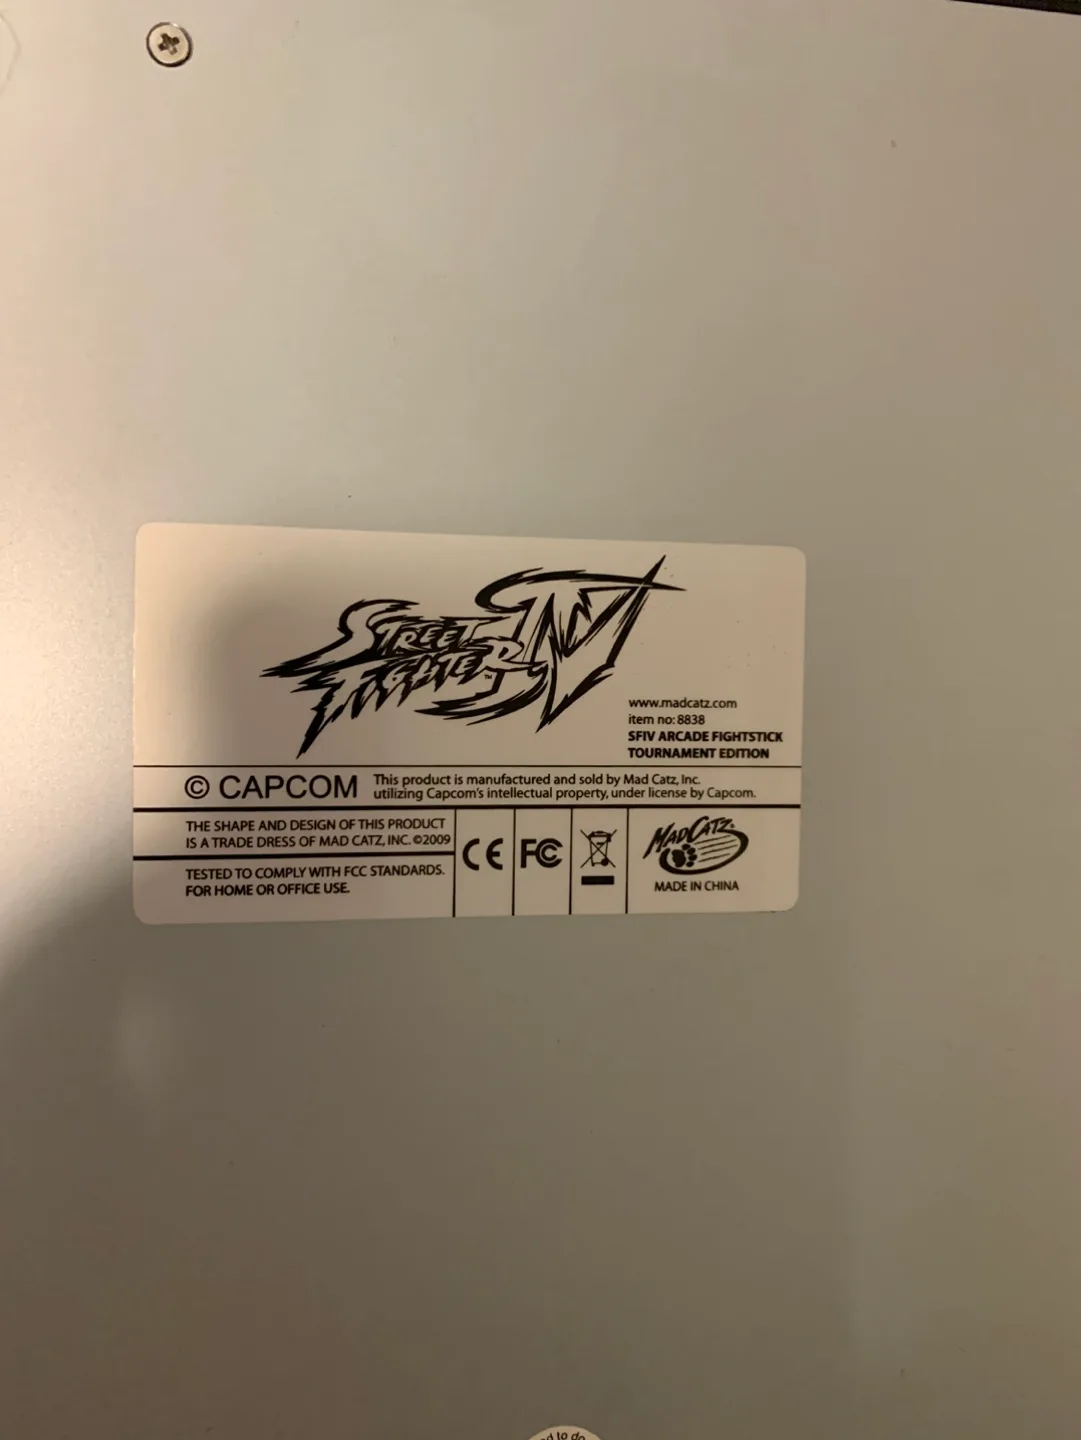 STREET
FIGHTER IV
TM
www.madcatz.com
item no: 8838
SFIV ARCADE FIGHTSTICK
TOURNAMENT EDITION
© CAPCOM
This product is manufactured and sold by Mad Catz, Inc.
utilizing Capcom's intellectual property, under license by Capcom.
THE SHAPE AND DESIGN OF THIS PRODUCT
IS A TRADE DRESS OF MAD CATZ, INC. ©2009
TESTED TO COMPLY WITH FCC STANDARDS.
FOR HOME OR OFFICE USE.
CE
FC
MAD CATZ®
MADE IN CHINA
to do